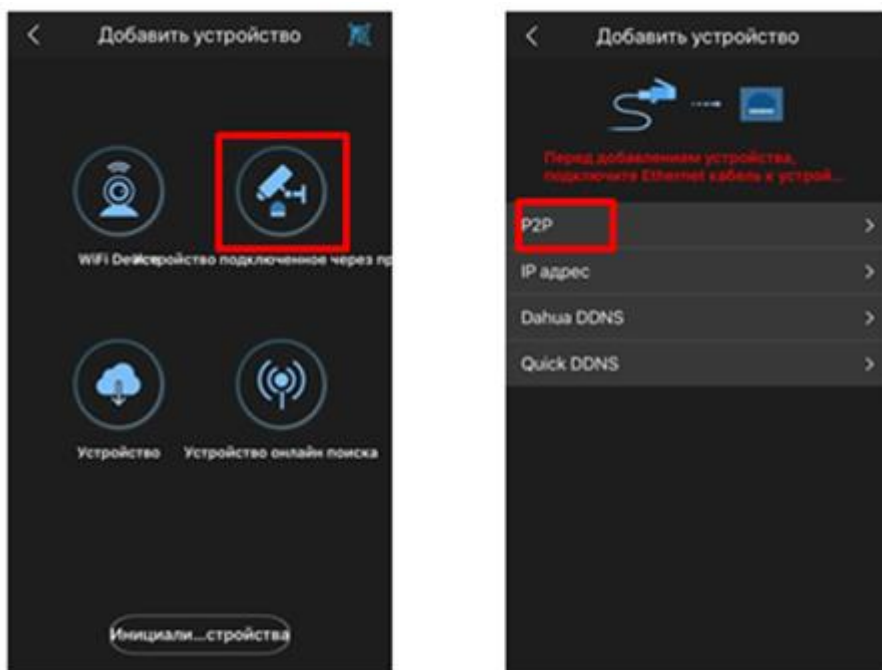 Добавить устройство
WiFi Device
Устройство подключенное через пр
Устройство
Устройство онлайн поиска
Инициали...стройства
Добавить устройство
Перед добавлением устройства,
подключите Ethernet кабель к устрой...
P2P
IP адрес
Dahua DDNS
Quick DDNS